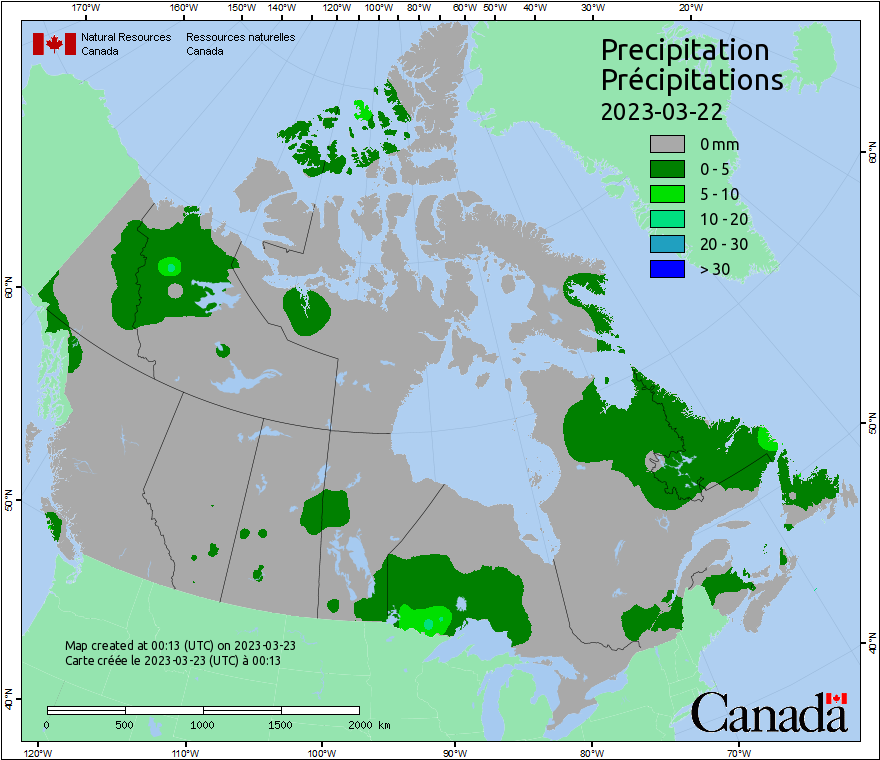 170°W 160°W 150°W 140°W 120°W 100°W 80°W 60°W 50°W 40°W 30°W 20°W
Natural Resources Ressources naturelles
Canada Canada
Precipitation
Précipitations
2023-03-22
0 mm
0 - 5
5 - 10
10 - 20
20 - 30
> 30
60°N 60°N
50°N 50°N
40°N 40°N
Map created at 00:13 (UTC) on 2023-03-23
Carte créée le 2023-03-23 (UTC) à 00:13
0 500 1000 1500 2000 km
Canada
120°W 110°W 100°W 90°W 80°W 70°W